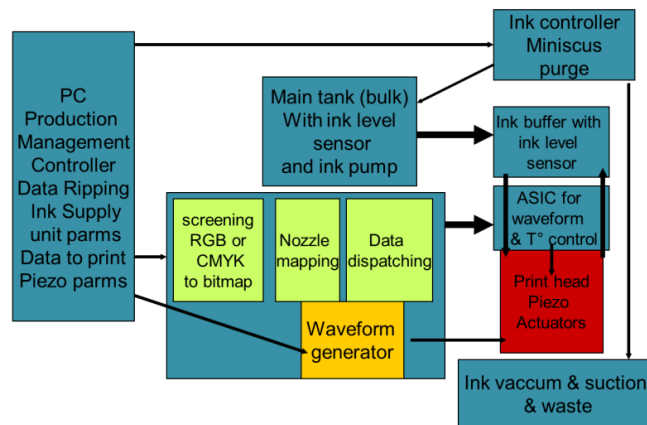 PC
Production
Management
Controller
Data Ripping
Ink Supply
unit parms
Data to print
Piezo parms
Ink controller
Miniscus
purge
Main tank (bulk)
With ink level
sensor
and ink pump
Ink buffer with
ink level
sensor
screening
RGB or
CMYK
to bitmap
Nozzle
mapping
Data
dispatching
Waveform
generator
ASIC for
waveform
& T° control
Print head
Piezo
Actuators
Ink vaccum & suction
& waste